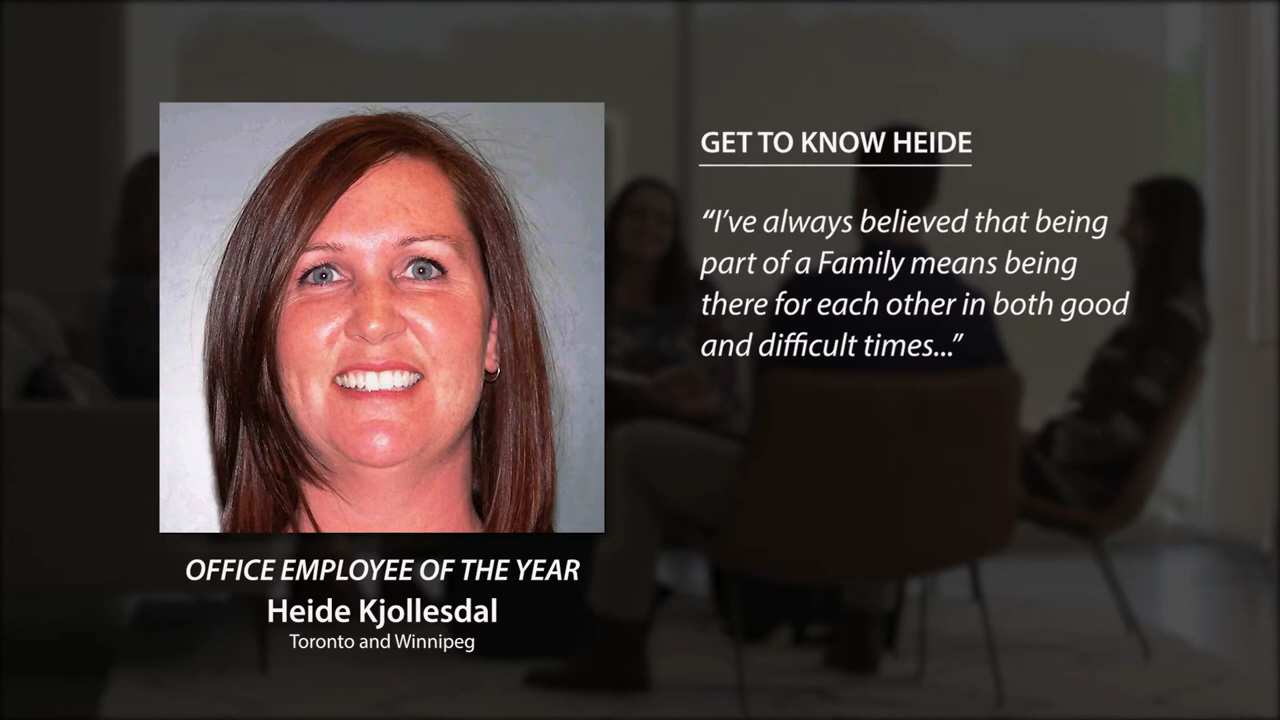 OFFICE EMPLOYEE OF THE YEAR
Heide Kjollesdal
Toronto and Winnipeg
GET TO KNOW HEIDE
“I’ve always believed that being
part of a Family means being
there for each other in both good
and difficult times...”